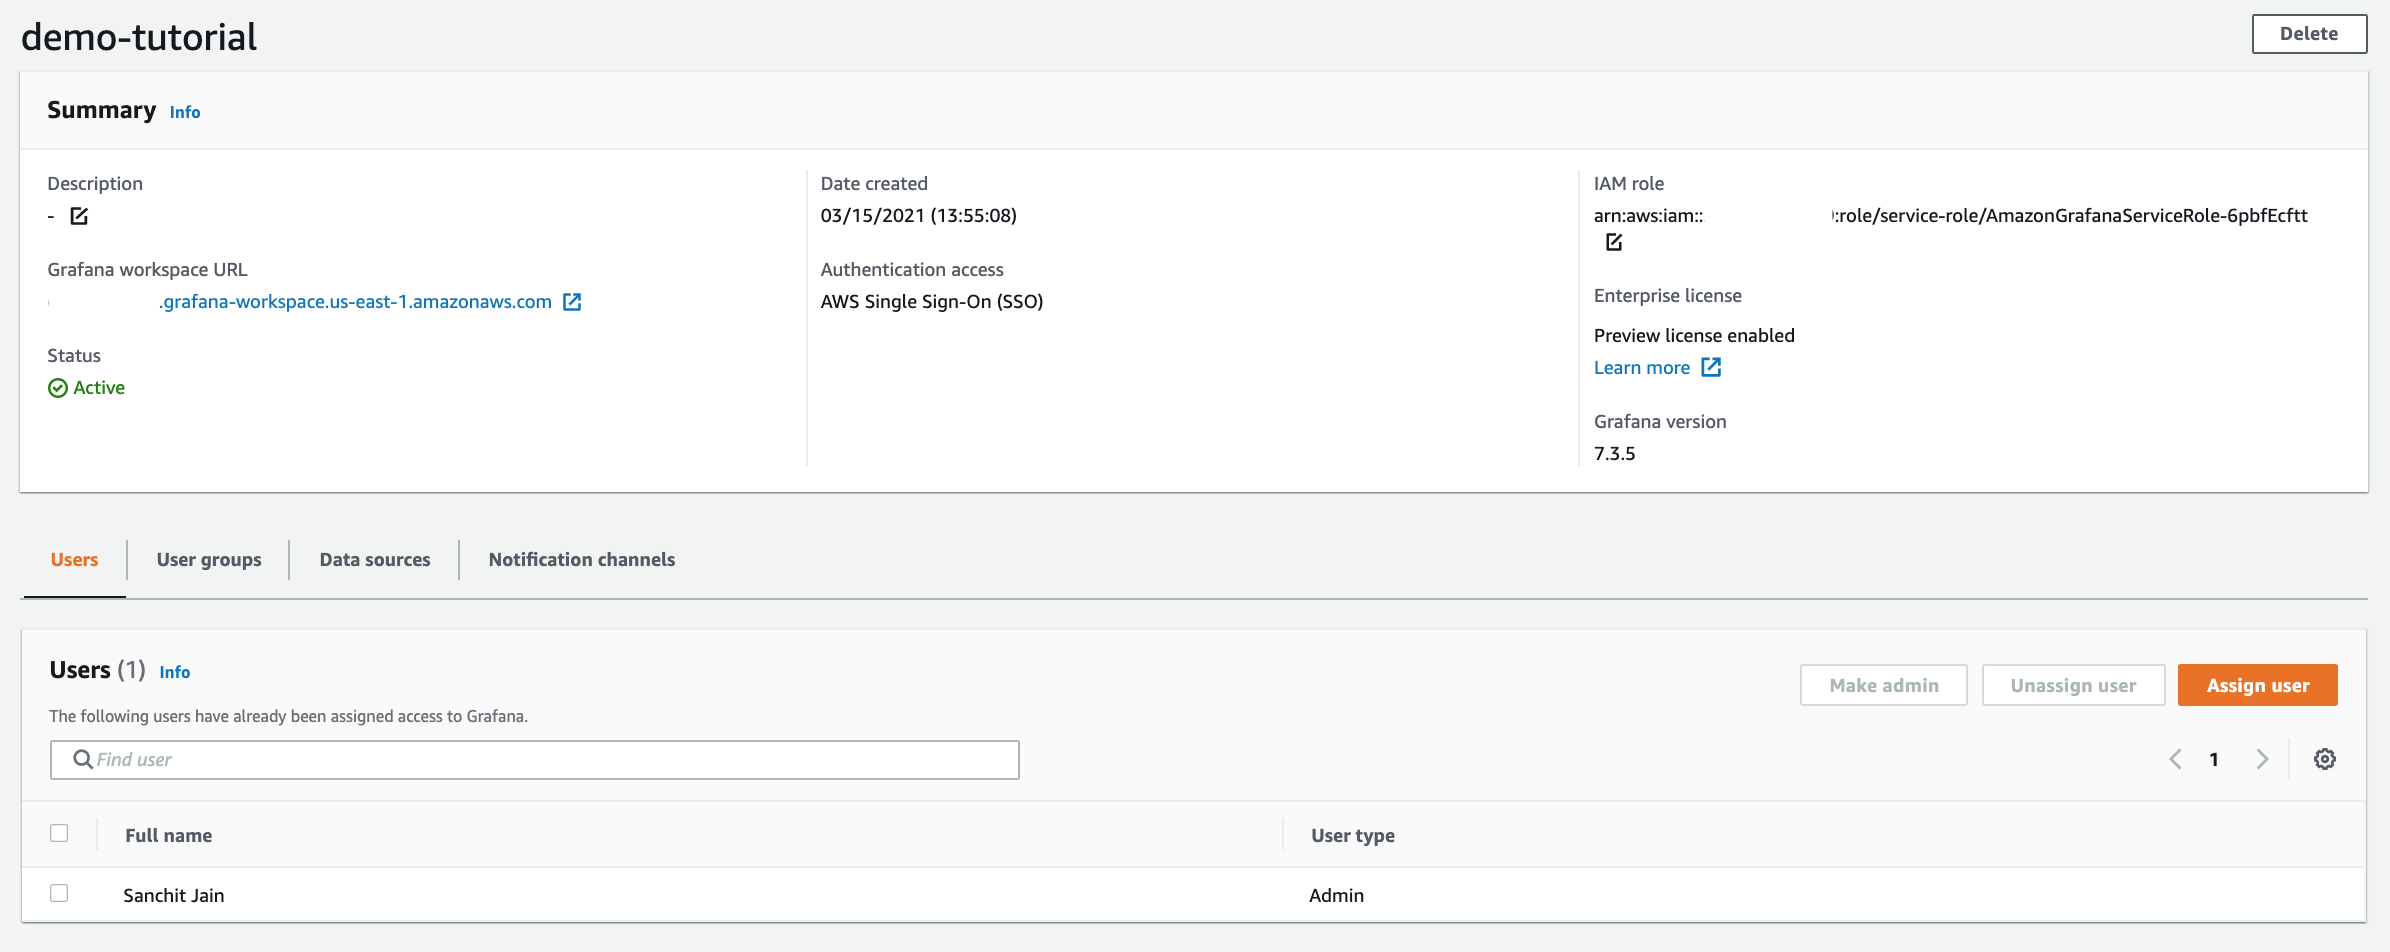 demo-tutorial
Delete
Summary Info
Description
-
Grafana workspace URL
.grafana-workspace.us-east-1.amazonaws.com
Status
Active
Date created
03/15/2021 (13:55:08)
Authentication access
AWS Single Sign-On (SSO)
IAM role
arn:aws:iam:: :role/service-role/AmazonGrafanaServiceRole-6pbfEcftt
Enterprise license
Preview license enabled
Learn more
Grafana version
7.3.5
Users User groups Data sources Notification channels
Users (1) Info
Make admin Unassign user Assign user
The following users have already been assigned access to Grafana.
Find user
1
Full name User type
Sanchit Jain Admin